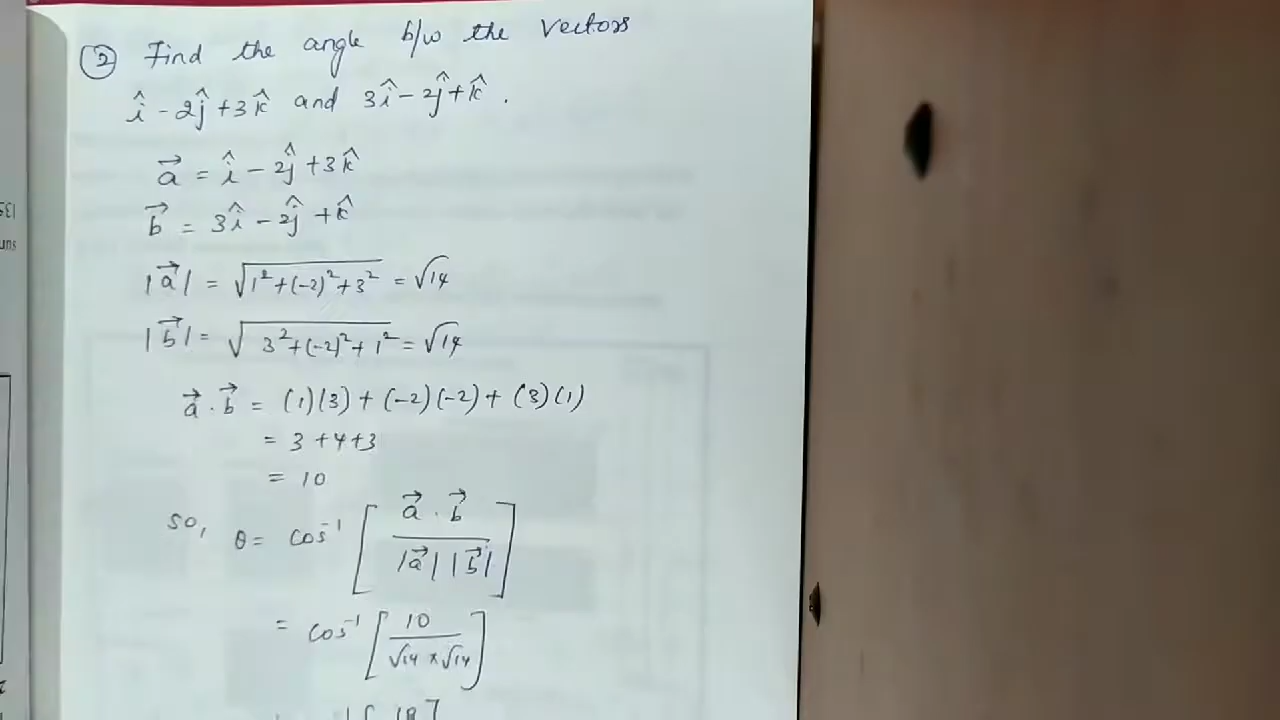 ② Find the angle b/w the vectors
î - 2ĵ + 3k̂ and 3î - 2ĵ + k̂ .
a⃗ = î - 2ĵ + 3k̂
b⃗ = 3î - 2ĵ + k̂
|a⃗| = √(1²+(-2)²+3²) = √14
|b⃗| = √(3²+(-2)²+1²) = √14
a⃗ . b⃗ = (1)(3) + (-2)(-2) + (3)(1)
= 3+4+3
= 10
so, θ = cos⁻¹ [ a⃗ . b⃗ / |a⃗| |b⃗| ]
= cos⁻¹ [ 10 / √14 × √14 ]